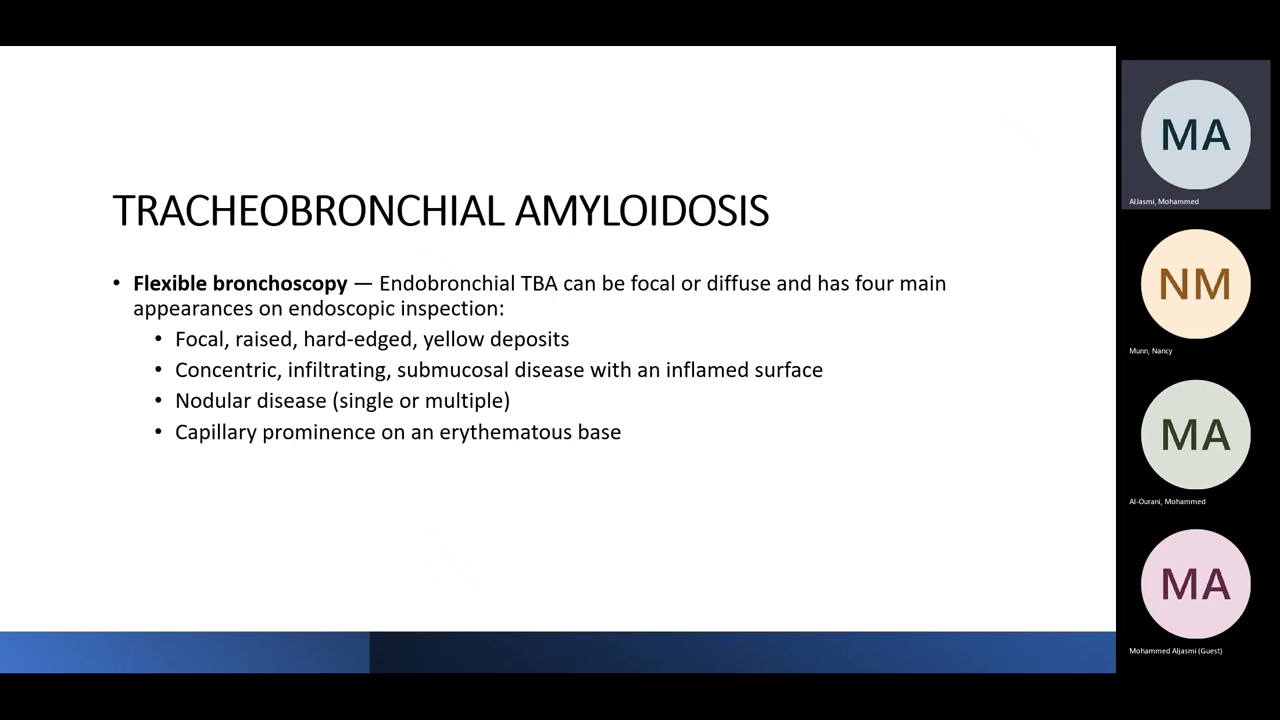 TRACHEOBRONCHIAL AMYLOIDOSIS
• Flexible bronchoscopy — Endobronchial TBA can be focal or diffuse and has four main
appearances on endoscopic inspection:
• Focal, raised, hard-edged, yellow deposits
• Concentric, infiltrating, submucosal disease with an inflamed surface
• Nodular disease (single or multiple)
• Capillary prominence on an erythematous base
MA
AlJasmi, Mohammed
NM
Munn, Nancy
MA
Al-Ourani, Mohammed
MA
Mohammed Aljasmi (Guest)